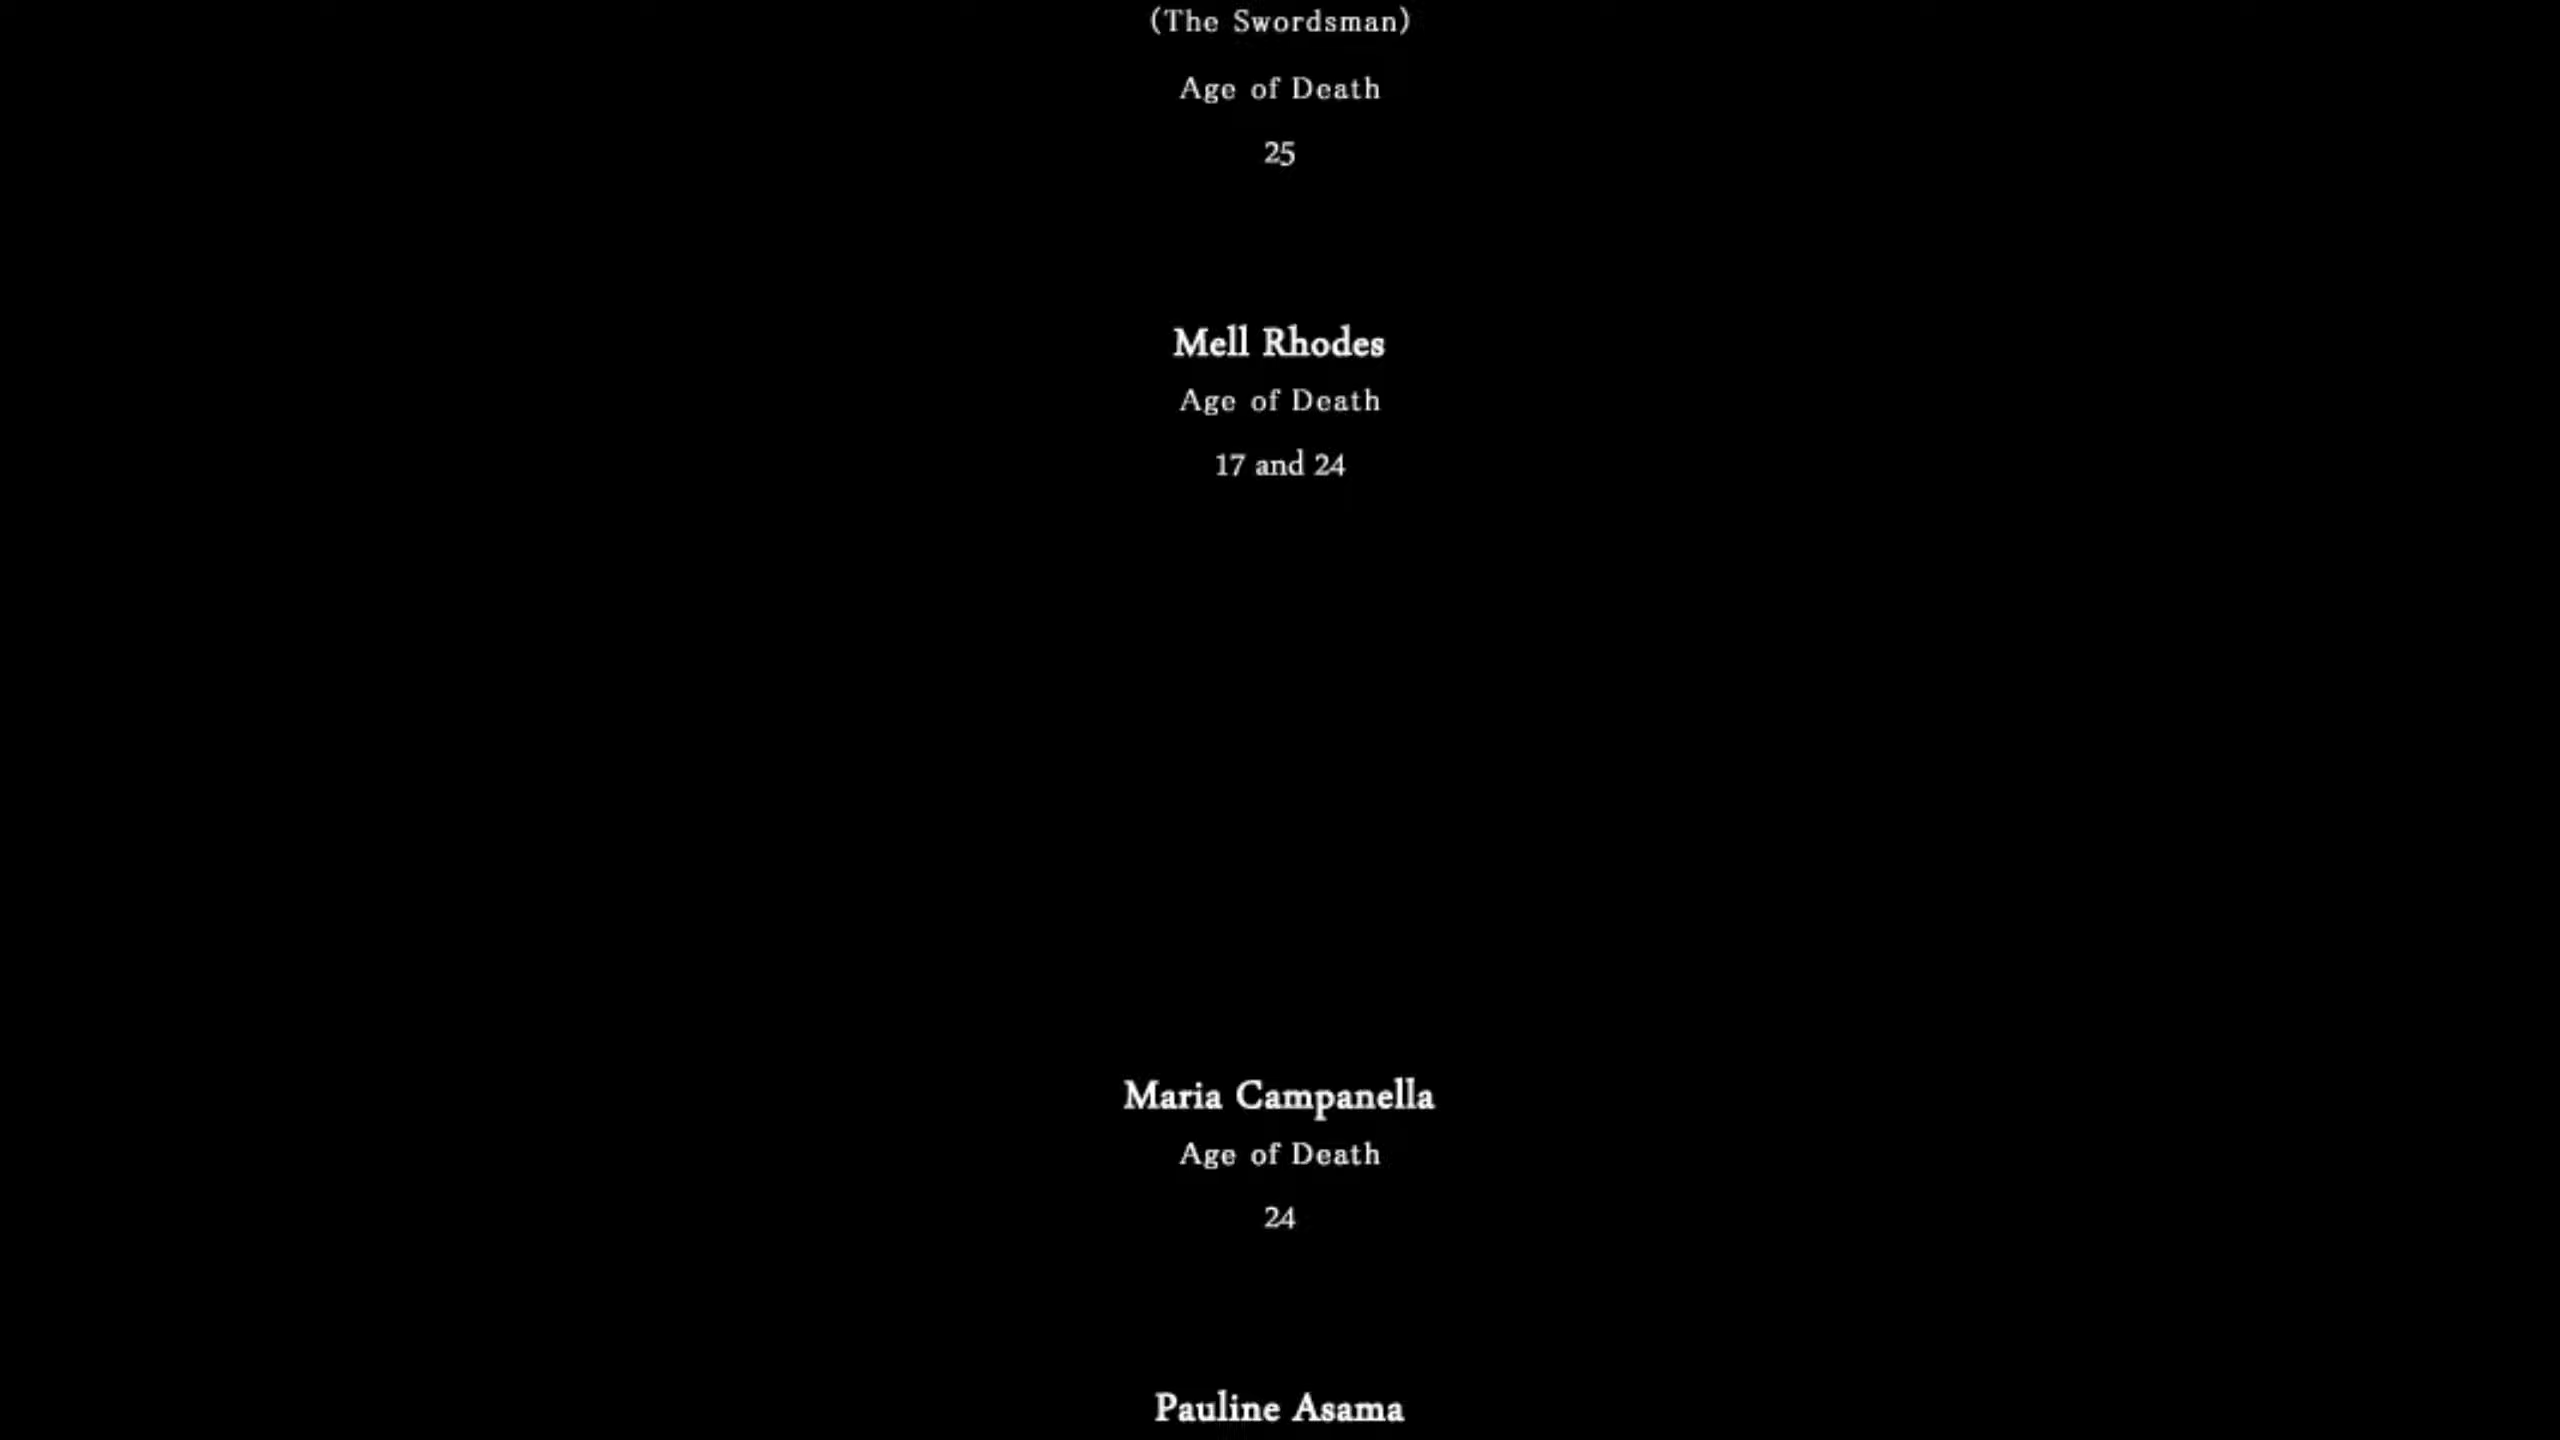 (The Swordsman)
Age of Death
25
Mell Rhodes
Age of Death
17 and 24
Maria Campanella
Age of Death
24
Pauline Asama